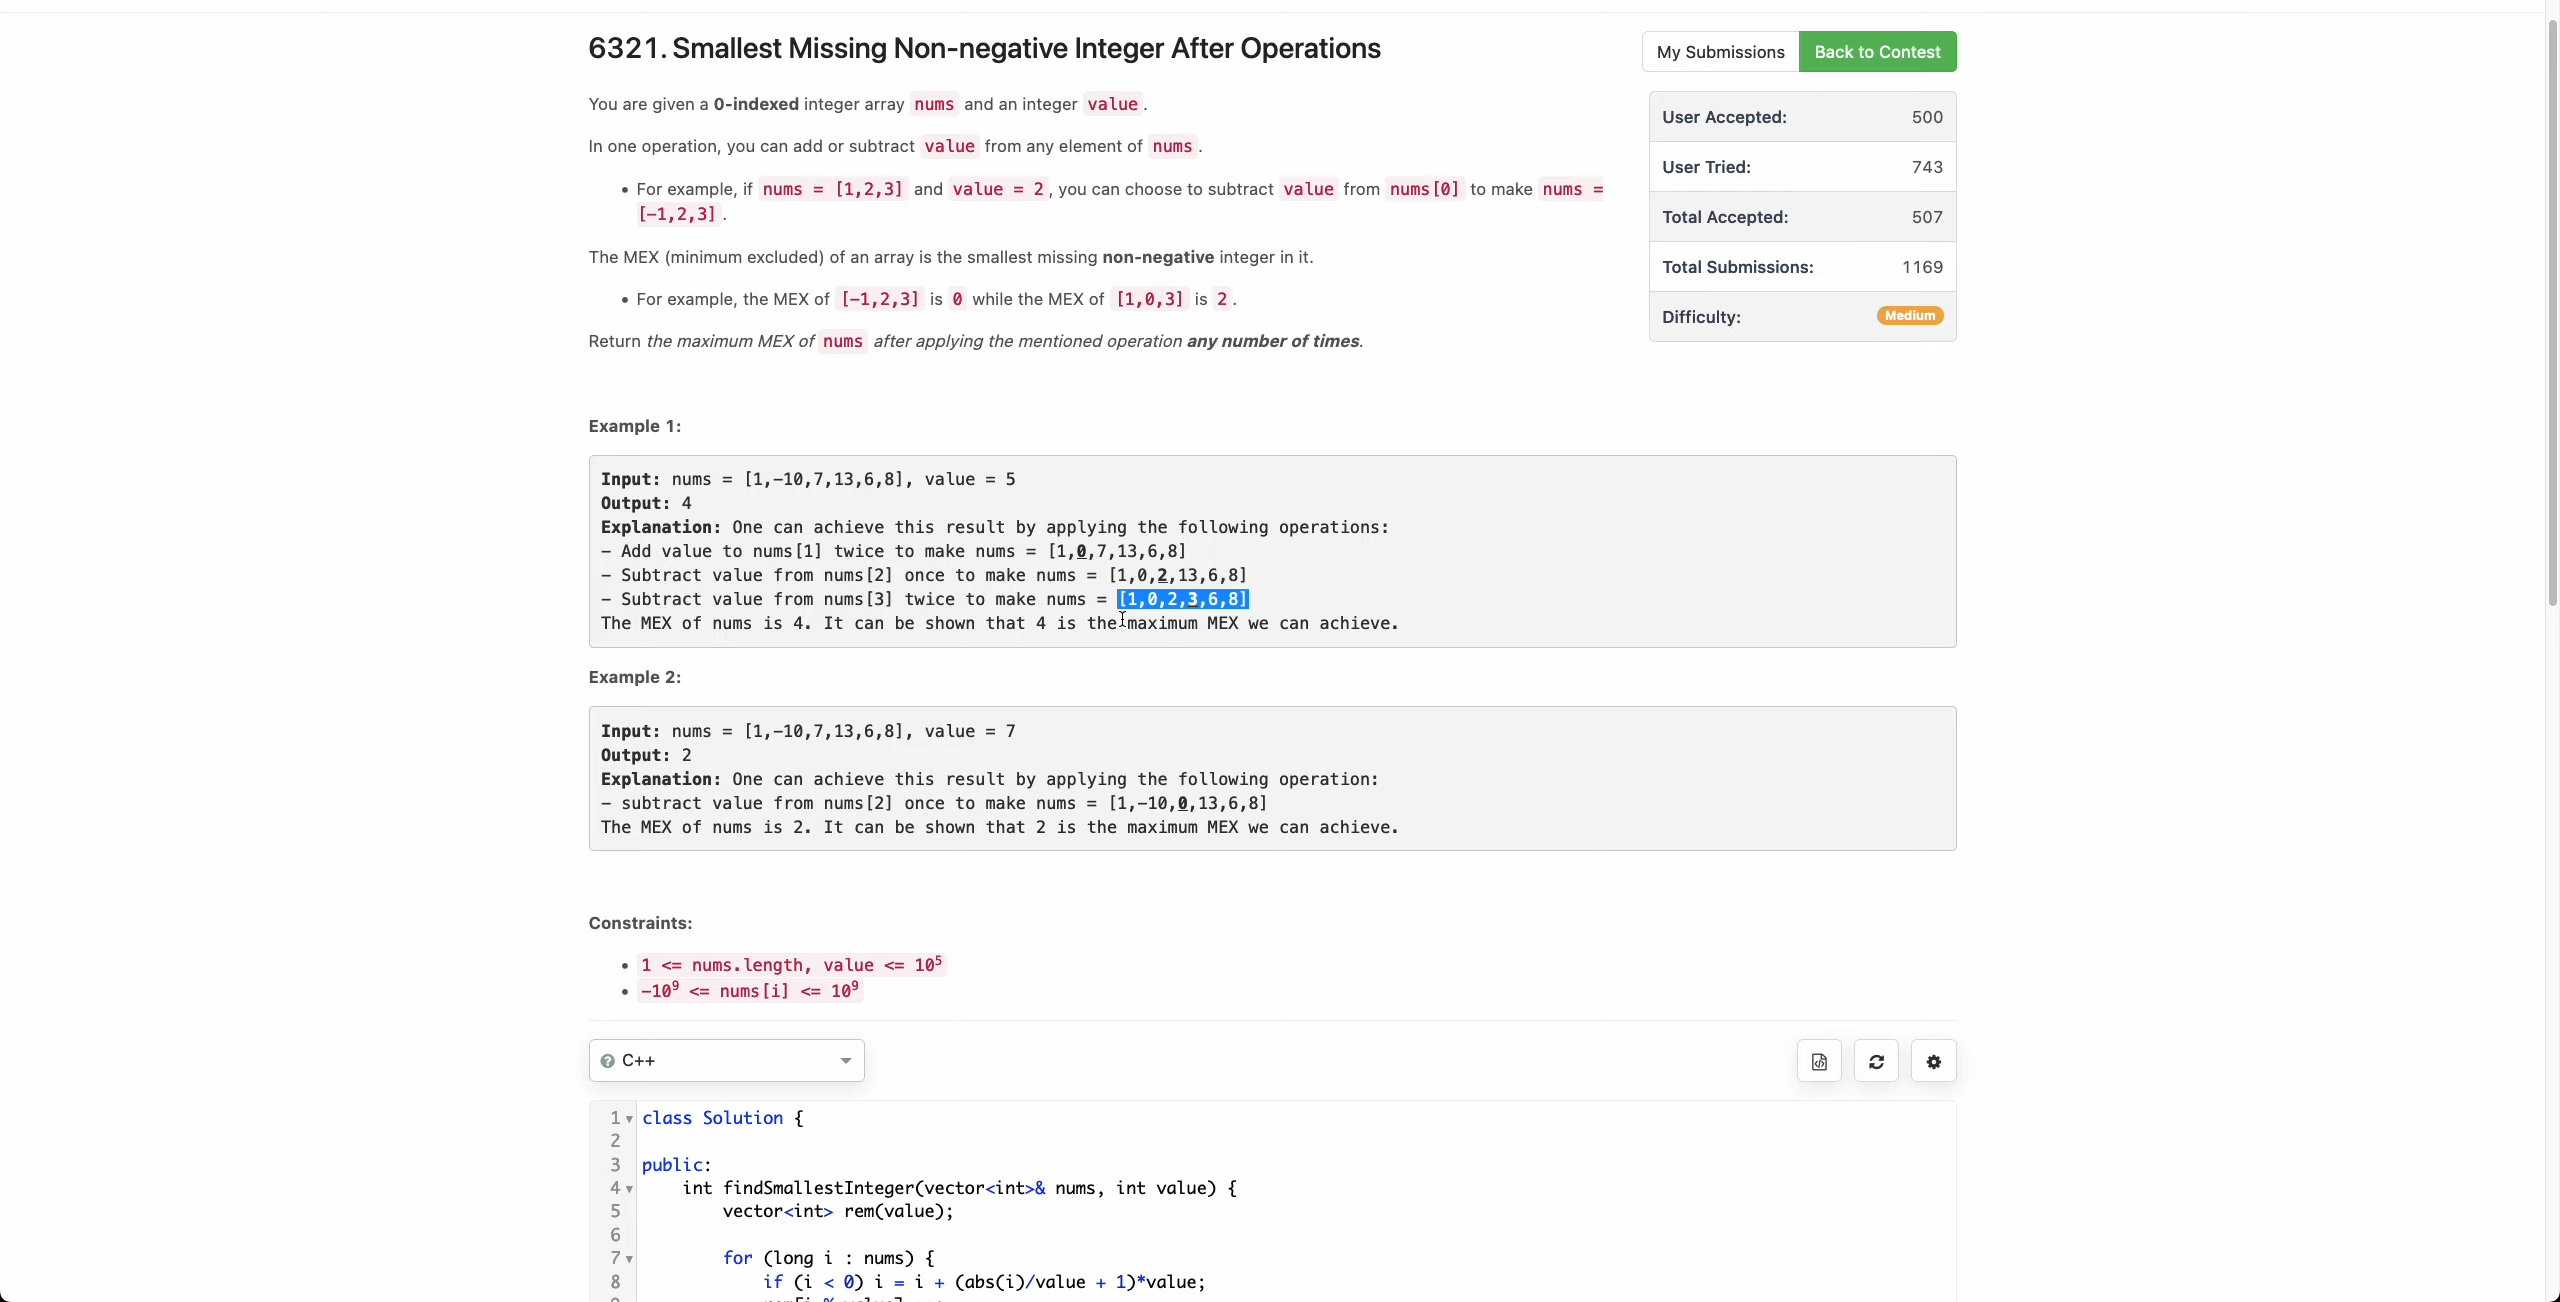 6321. Smallest Missing Non-negative Integer After Operations
My Submissions
Back to Contest
You are given a 0-indexed integer array nums and an integer value.
In one operation, you can add or subtract value from any element of nums.
• For example, if nums = [1,2,3] and value = 2, you can choose to subtract value from nums[0] to make nums =
[-1,2,3].
The MEX (minimum excluded) of an array is the smallest missing non-negative integer in it.
• For example, the MEX of [-1,2,3] is 0 while the MEX of [1,0,3] is 2.
Return the maximum MEX of nums after applying the mentioned operation any number of times.
User Accepted: 500
User Tried: 743
Total Accepted: 507
Total Submissions: 1169
Difficulty: Medium
Example 1:
Input: nums = [1,-10,7,13,6,8], value = 5
Output: 4
Explanation: One can achieve this result by applying the following operations:
- Add value to nums[1] twice to make nums = [1,0,7,13,6,8]
- Subtract value from nums[2] once to make nums = [1,0,2,13,6,8]
- Subtract value from nums[3] twice to make nums = [1,0,2,3,6,8]
The MEX of nums is 4. It can be shown that 4 is the maximum MEX we can achieve.
Example 2:
Input: nums = [1,-10,7,13,6,8], value = 7
Output: 2
Explanation: One can achieve this result by applying the following operation:
- subtract value from nums[2] once to make nums = [1,-10,0,13,6,8]
The MEX of nums is 2. It can be shown that 2 is the maximum MEX we can achieve.
Constraints:
• 1 <= nums.length, value <= 10⁵
• -10⁹ <= nums[i] <= 10⁹
C++
1 class Solution {
2
3 public:
4 int findSmallestInteger(vector<int>& nums, int value) {
5 vector<int> rem(value);
6
7 for (long i : nums) {
8 if (i < 0) i = i + (abs(i)/value + 1)*value;